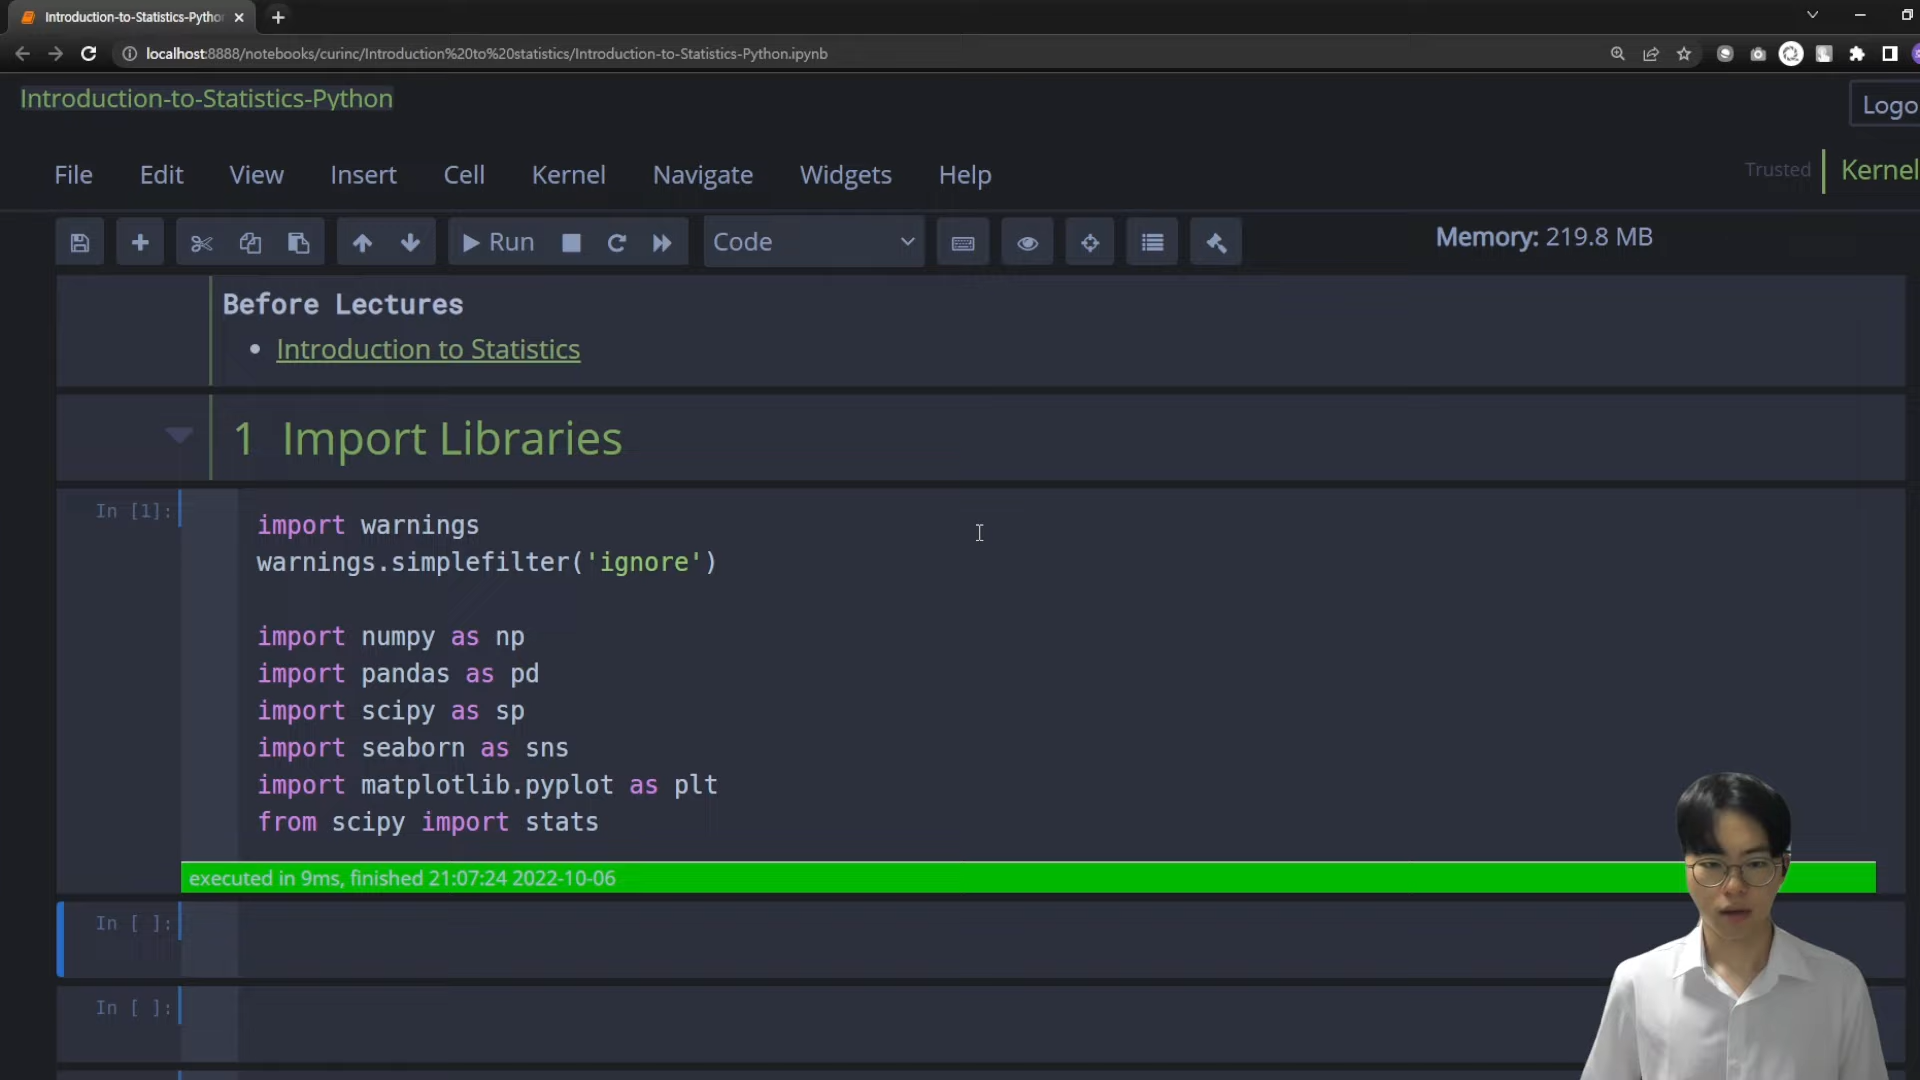 Introduction-to-Statistics-Pytho
localhost:8888/notebooks/curinc/Introduction%20to%20statistics/Introduction-to-Statistics-Python.ipynb
Introduction-to-Statistics-Python
Logo
File Edit View Insert Cell Kernel Navigate Widgets Help
Trusted
Kernel
Run
Code
Memory: 219.8 MB
Before Lectures
Introduction to Statistics
1 Import Libraries
In [1]:
import warnings
warnings.simplefilter('ignore')
import numpy as np
import pandas as pd
import scipy as sp
import seaborn as sns
import matplotlib.pyplot as plt
from scipy import stats
executed in 9ms, finished 21:07:24 2022-10-06
In [ ]:
In [ ]: